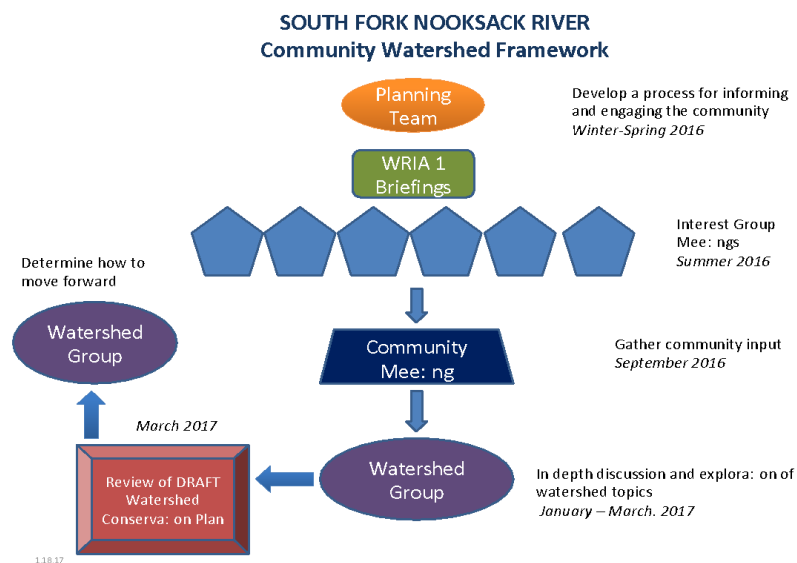 SOUTH FORK NOOKSACK RIVER
Community Watershed Framework
Planning
Team
Develop a process for informing
and engaging the community
Winter-Spring 2016
WRIA 1
Briefings
Interest Group
Mee: ngs
Summer 2016
Determine how to
move forward
Watershed
Group
Community
Mee: ng
Gather community input
September 2016
March 2017
Review of DRAFT
Watershed
Conserva: on Plan
Watershed
Group
In depth discussion and explora: on of
watershed topics
January – March. 2017
1.18.17